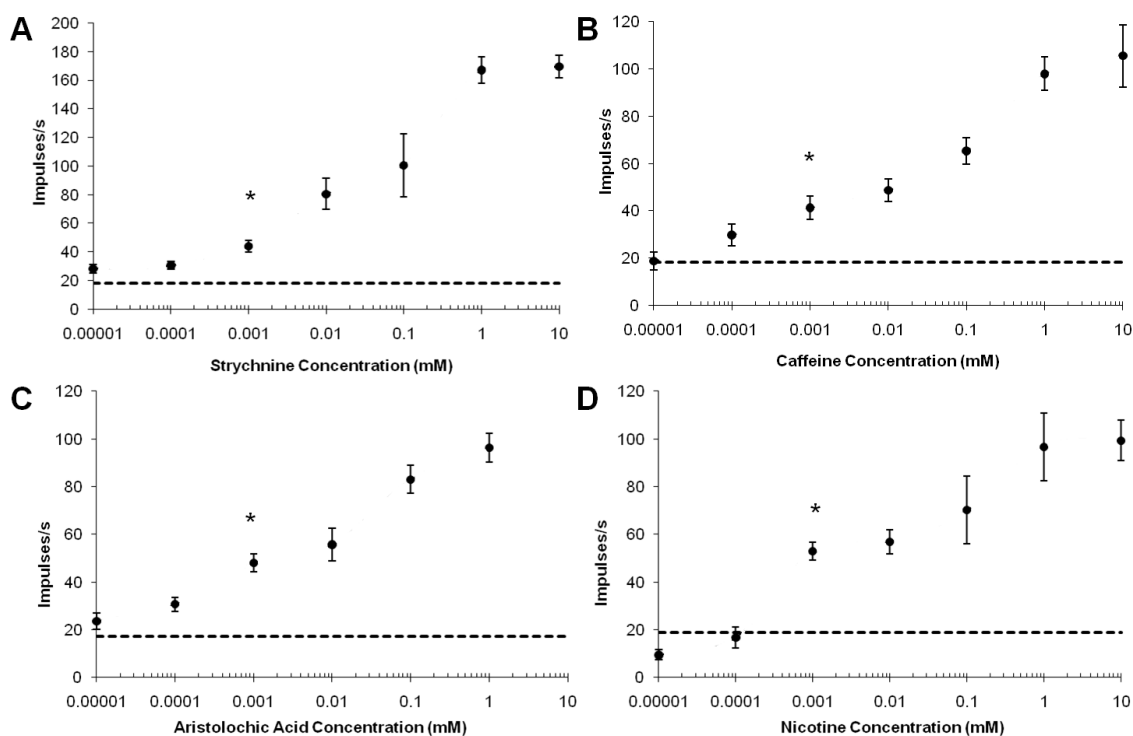 A
200
180
160
140
120
100
80
60
40
20
0
Impulses/s
*
0.00001 0.0001 0.001 0.01 0.1 1 10
Strychnine Concentration (mM)
B
120
100
80
60
40
20
0
Impulses/s
*
0.00001 0.0001 0.001 0.01 0.1 1 10
Caffeine Concentration (mM)
C
120
100
80
60
40
20
0
Impulses/s
*
0.00001 0.0001 0.001 0.01 0.1 1 10
Aristolochic Acid Concentration (mM)
D
120
100
80
60
40
20
0
Impulses/s
*
0.00001 0.0001 0.001 0.01 0.1 1 10
Nicotine Concentration (mM)